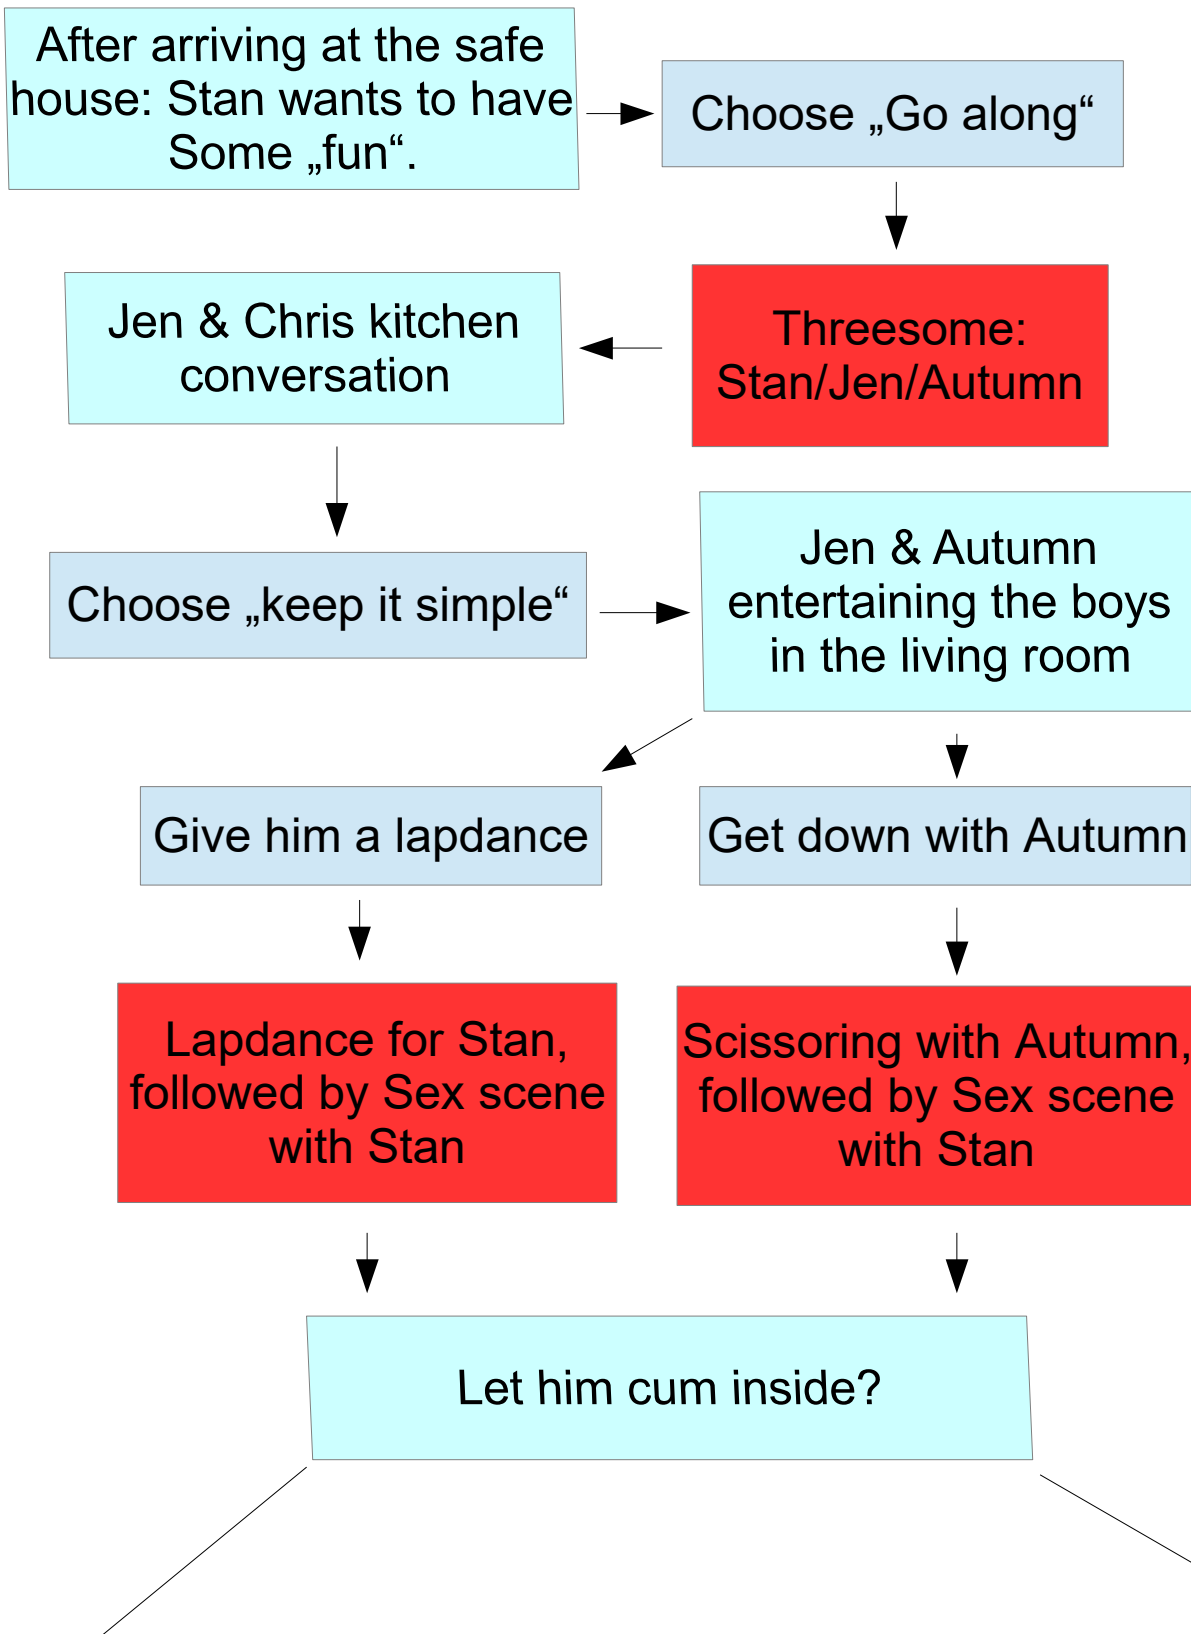 After arriving at the safe
house: Stan wants to have
Some „fun“.
Choose „Go along“
Threesome:
Stan/Jen/Autumn
Jen & Chris kitchen
conversation
Choose „keep it simple“
Jen & Autumn
entertaining the boys
in the living room
Give him a lapdance
Get down with Autumn
Lapdance for Stan,
followed by Sex scene
with Stan
Scissoring with Autumn,
followed by Sex scene
with Stan
Let him cum inside?